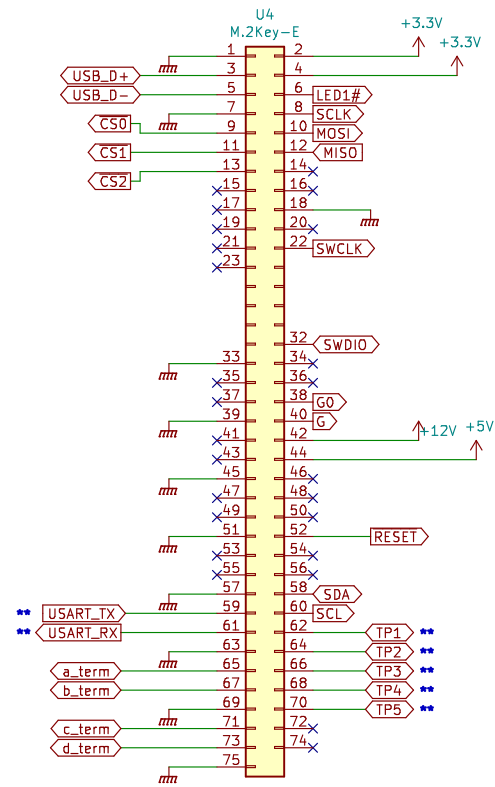 U4
M.2Key-E
+3.3V
+3.3V
1 2
USB_D+ 3 4
USB_D- 5 6 LED1#
7 8 SCLK
CS0 9 10 MOSI
CS1 11 12 MISO
CS2 13 14
15 16
17 18
19 20
21 22 SWCLK
23
32 SWDIO
33 34
35 36
37 38 G0
39 40 G
+12V +5V
41 42
43 44
45 46
47 48
49 50
51 52 RESET
53 54
55 56
57 58 SDA
** USART_TX 59 60 SCL
** USART_RX 61 62 TP1 **
63 64 TP2 **
a_term 65 66 TP3 **
b_term 67 68 TP4 **
69 70 TP5 **
c_term 71 72
d_term 73 74
75